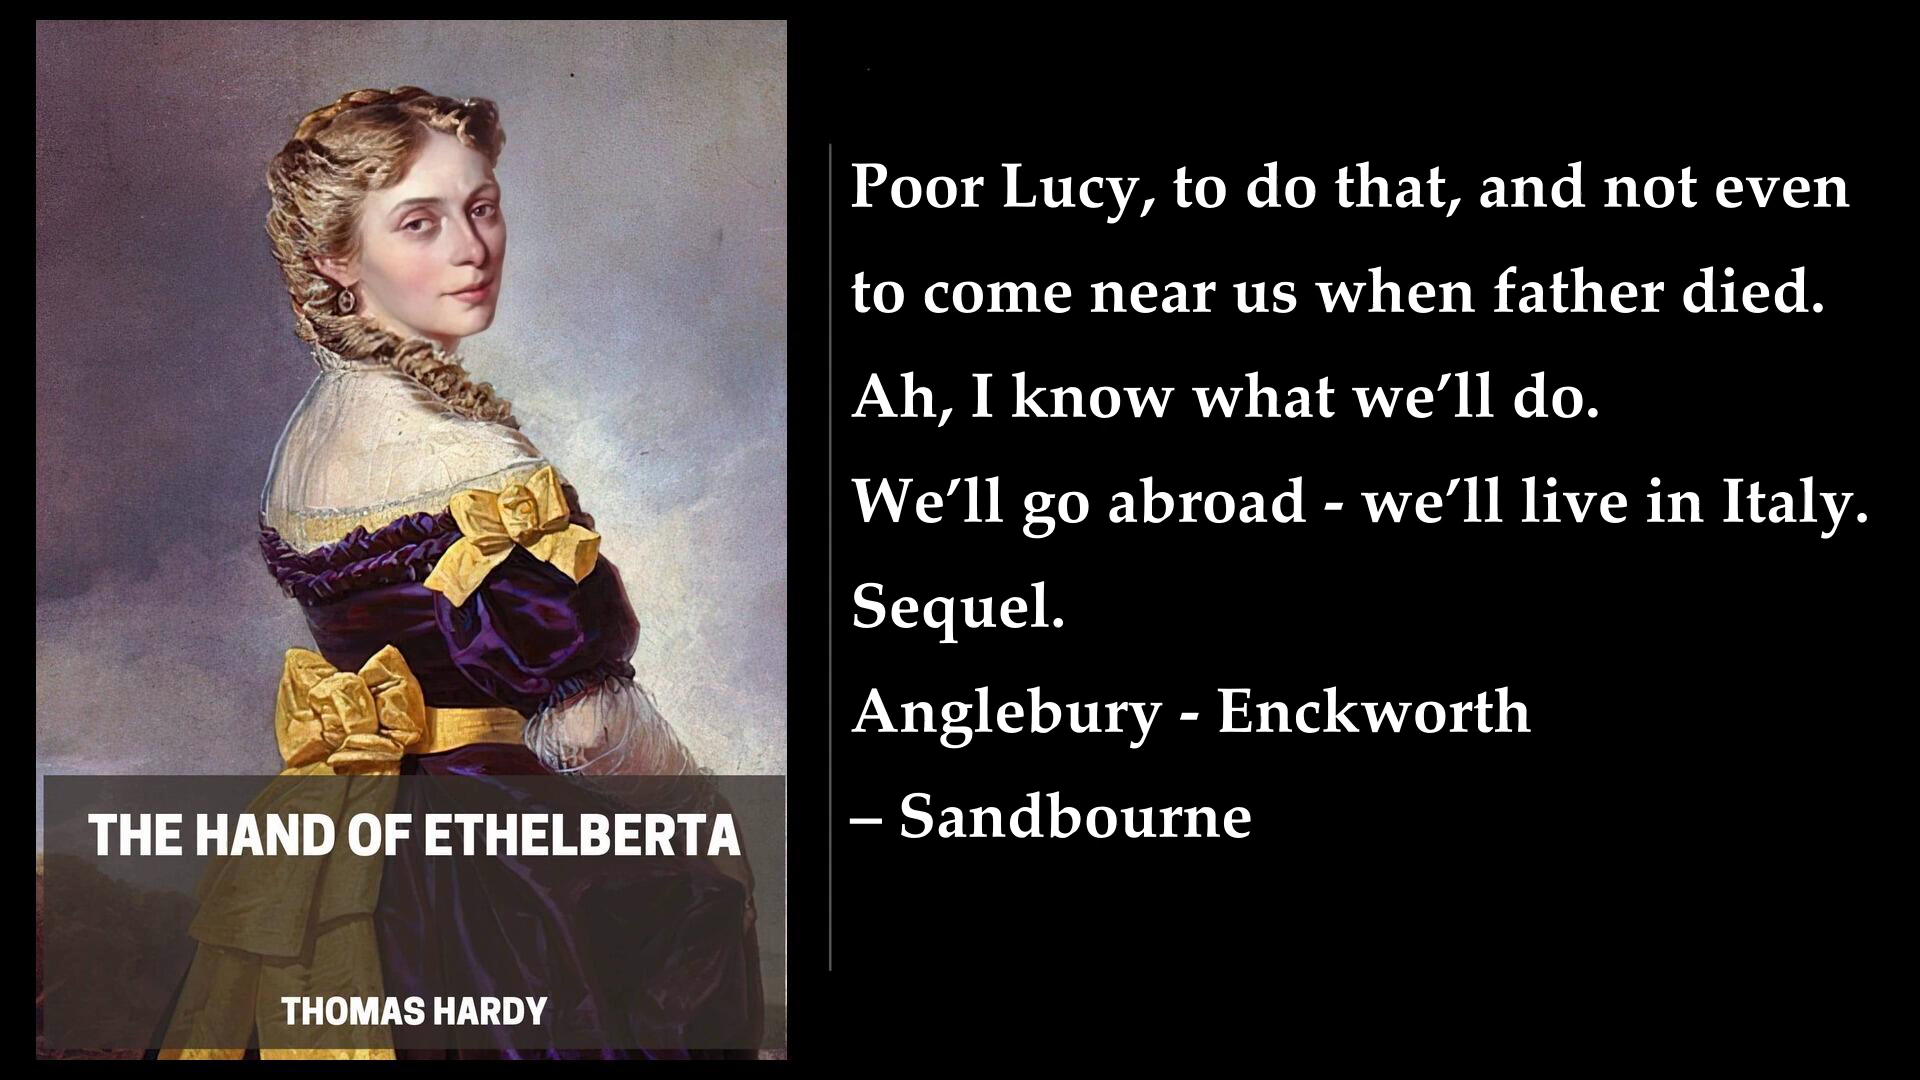 THE HAND OF ETHELBERTA
THOMAS HARDY
Poor Lucy, to do that, and not even
to come near us when father died.
Ah, I know what we’ll do.
We’ll go abroad - we’ll live in Italy.
Sequel.
Anglebury - Enckworth
– Sandbourne